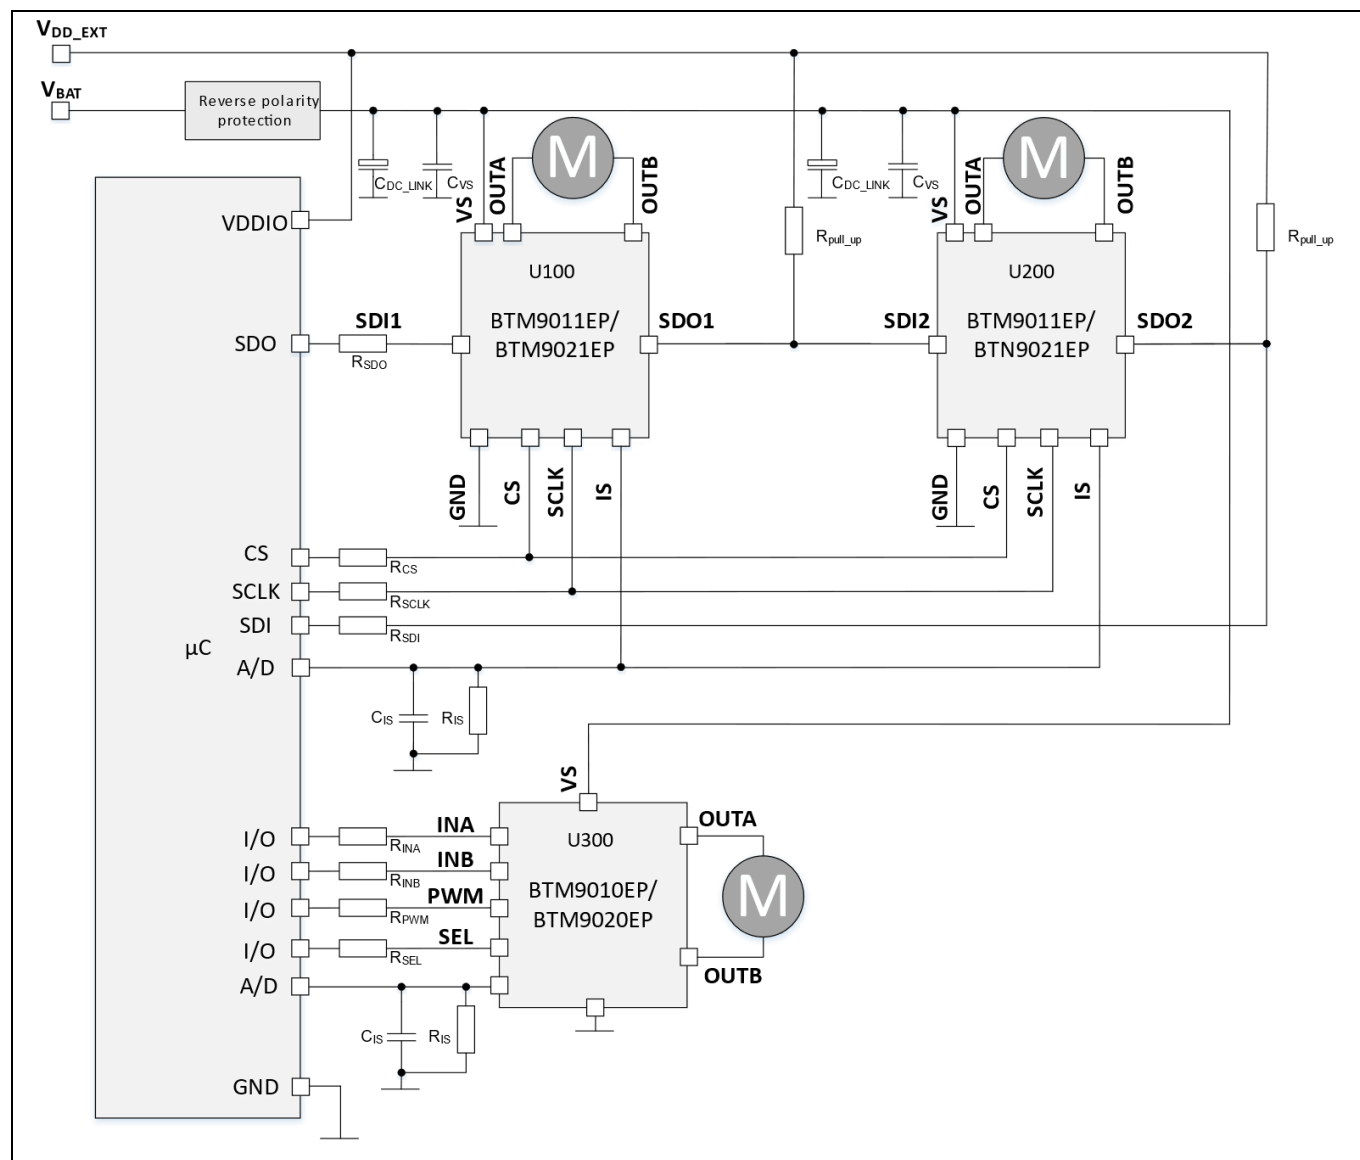 VDD_EXT
VBAT
Reverse polarity
protection
M
M
CDC_LINK
CVS
VS
OUTA
OUTB
CDC_LINK
CVS
VS
OUTA
OUTB
VDDIO
Rpull_up
Rpull_up
U100
U200
SDO
SDI1
RSDO
BTM9011EP/
BTM9021EP
SDO1
SDI2
BTM9011EP/
BTN9021EP
SDO2
GND
CS
SCLK
IS
GND
CS
SCLK
IS
CS
RCS
SCLK
RSCLK
SDI
RSDI
µC
A/D
CIS
RIS
VS
I/O
RINA
INA
U300
OUTA
I/O
RINB
INB
BTM9010EP/
BTM9020EP
M
I/O
RPWM
PWM
I/O
RSEL
SEL
OUTB
A/D
CIS
RIS
GND